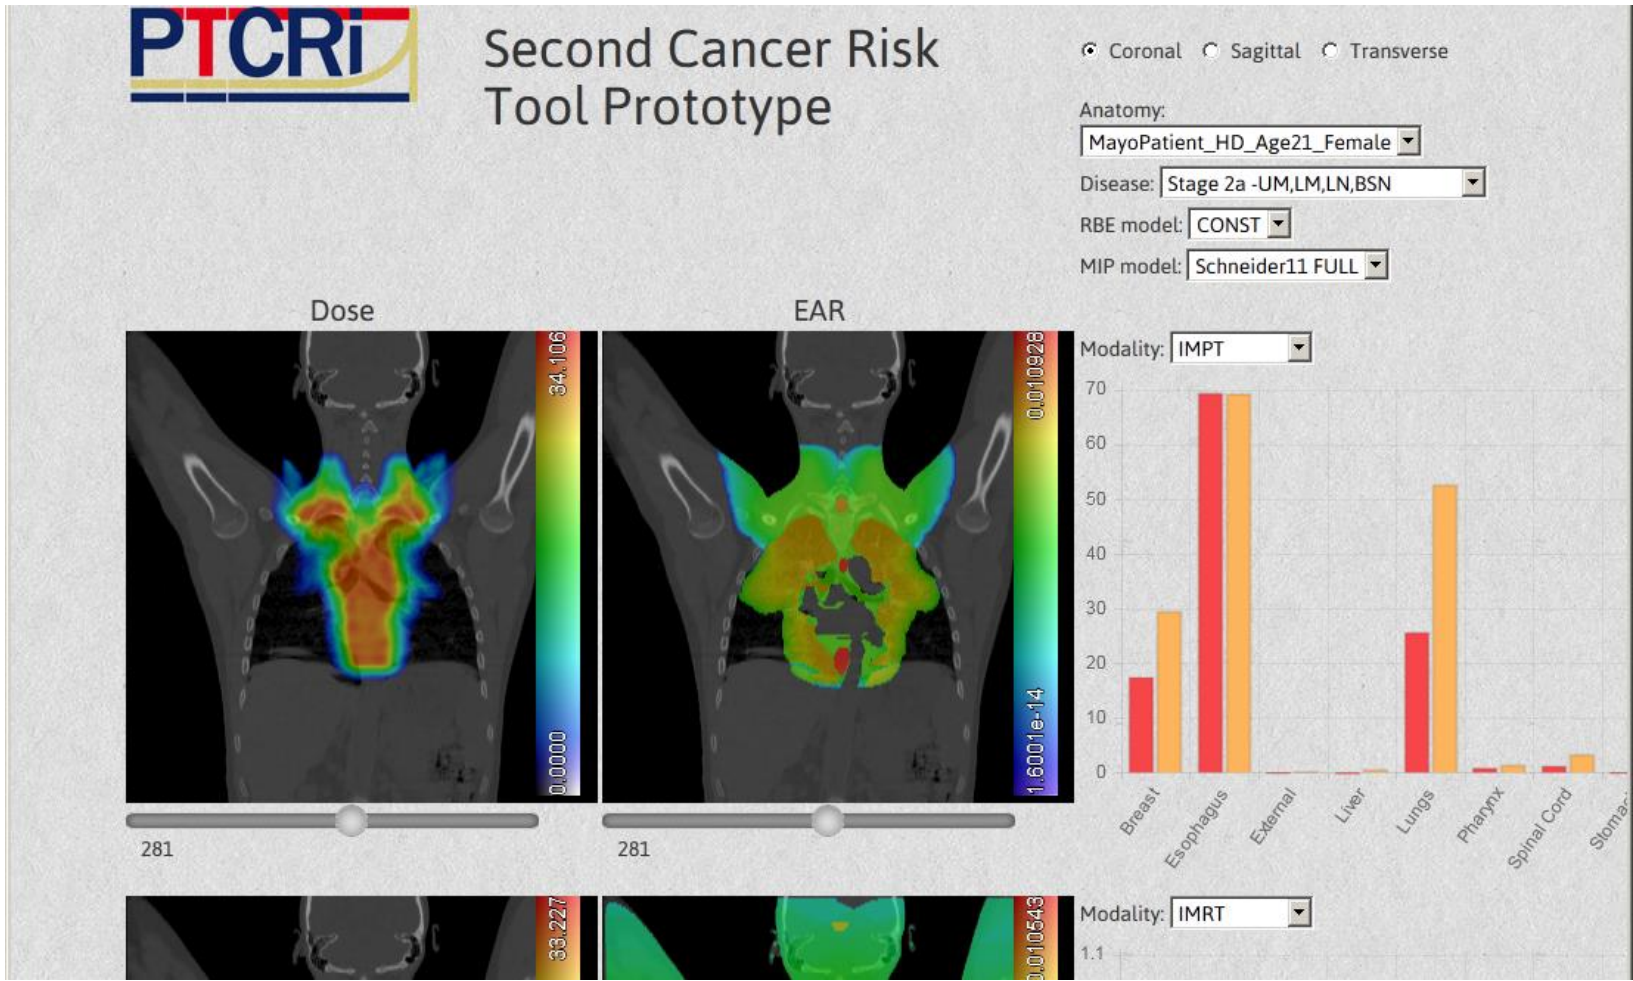 PTCRi
Second Cancer Risk
Tool Prototype
Coronal Sagittal Transverse
Anatomy:
MayoPatient_HD_Age21_Female
Disease: Stage 2a -UM,LM,LN,BSN
RBE model: CONST
MIP model: Schneider11 FULL
Dose
EAR
34.106
0.0000
0.010928
1.6001e-14
281
281
Modality: IMPT
70
60
50
40
30
20
10
0
Breast
Esophagus
External
Liver
Lungs
Pharynx
Spinal Cord
33.227
0.010543
Modality: IMRT
1.1